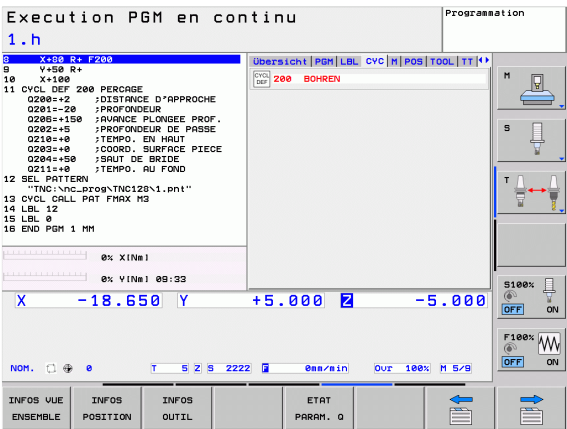 Execution PGM en continu
Programmation
1.h
8 X+80 R+ F200
9 Y+50 R+
10 X+100
11 CYCL DEF 200 PERCAGE
Q200=+2 ;DISTANCE D'APPROCHE
Q201=-20 ;PROFONDEUR
Q206=+150 ;AVANCE PLONGEE PROF.
Q202=+5 ;PROFONDEUR DE PASSE
Q210=+0 ;TEMPO. EN HAUT
Q203=+0 ;COORD. SURFACE PIECE
Q204=+50 ;SAUT DE BRIDE
Q211=+0 ;TEMPO. AU FOND
12 SEL PATTERN
"TNC:\nc_prog\TNC128\1.pnt"
13 CYCL CALL PAT FMAX M3
14 LBL 12
15 LBL 0
16 END PGM 1 MM
Übersicht PGM LBL CYC M POS TOOL TT
CYCL DEF 200 BOHREN
0% X[Nm]
0% Y[Nm] 09:33
X -18.650 Y +5.000 Z -5.000
NOM. 0 T 5 Z S 2222 F 0mm/min Ovr 100% M 5/9
M
S
T
S100%
OFF ON
F100%
OFF ON
INFOS VUE ENSEMBLE
INFOS POSITION
INFOS OUTIL
ETAT PARAM. Q